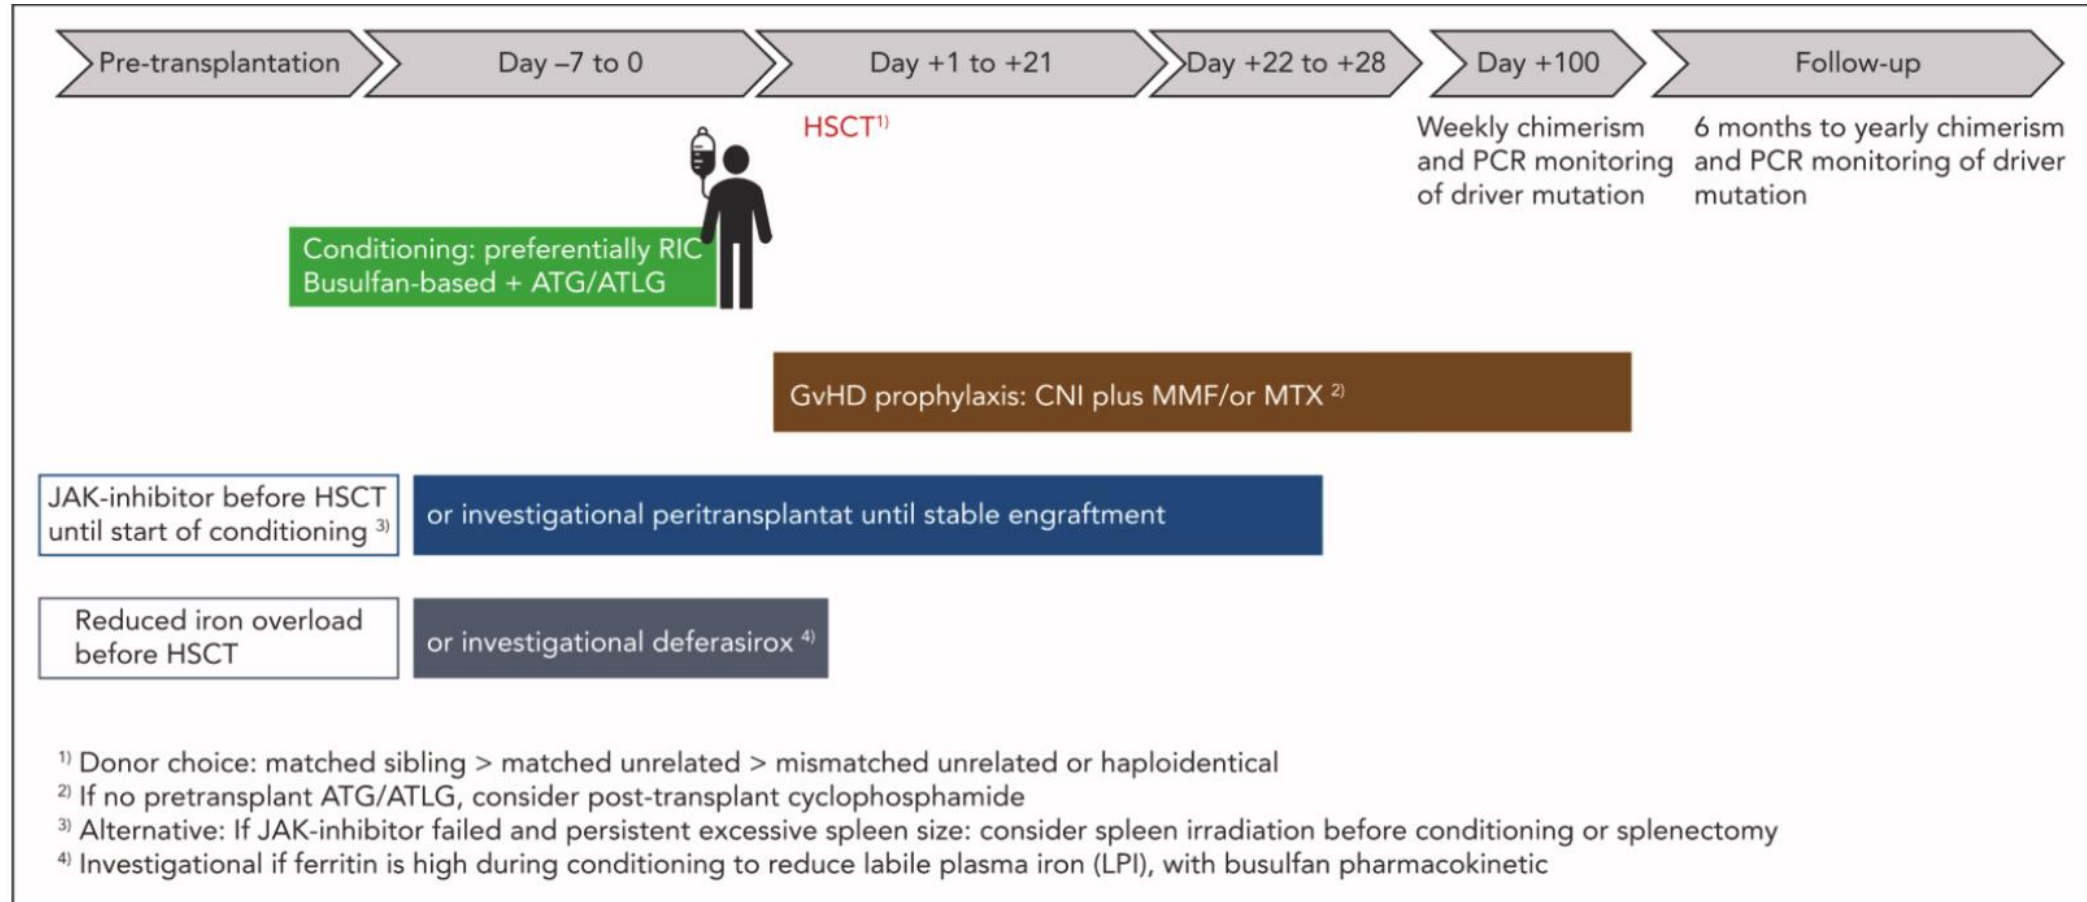 Pre-transplantation
Day –7 to 0
Day +1 to +21
Day +22 to +28
Day +100
Follow-up
HSCT1)
Weekly chimerism
and PCR monitoring
of driver mutation
6 months to yearly chimerism
and PCR monitoring of driver
mutation
Conditioning: preferentially RIC
Busulfan-based + ATG/ATLG
GvHD prophylaxis: CNI plus MMF/or MTX 2)
JAK-inhibitor before HSCT
until start of conditioning 3)
or investigational peritransplantat until stable engraftment
Reduced iron overload
before HSCT
or investigational deferasirox 4)
1) Donor choice: matched sibling > matched unrelated > mismatched unrelated or haploidentical
2) If no pretransplant ATG/ATLG, consider post-transplant cyclophosphamide
3) Alternative: If JAK-inhibitor failed and persistent excessive spleen size: consider spleen irradiation before conditioning or splenectomy
4) Investigational if ferritin is high during conditioning to reduce labile plasma iron (LPI), with busulfan pharmacokinetic